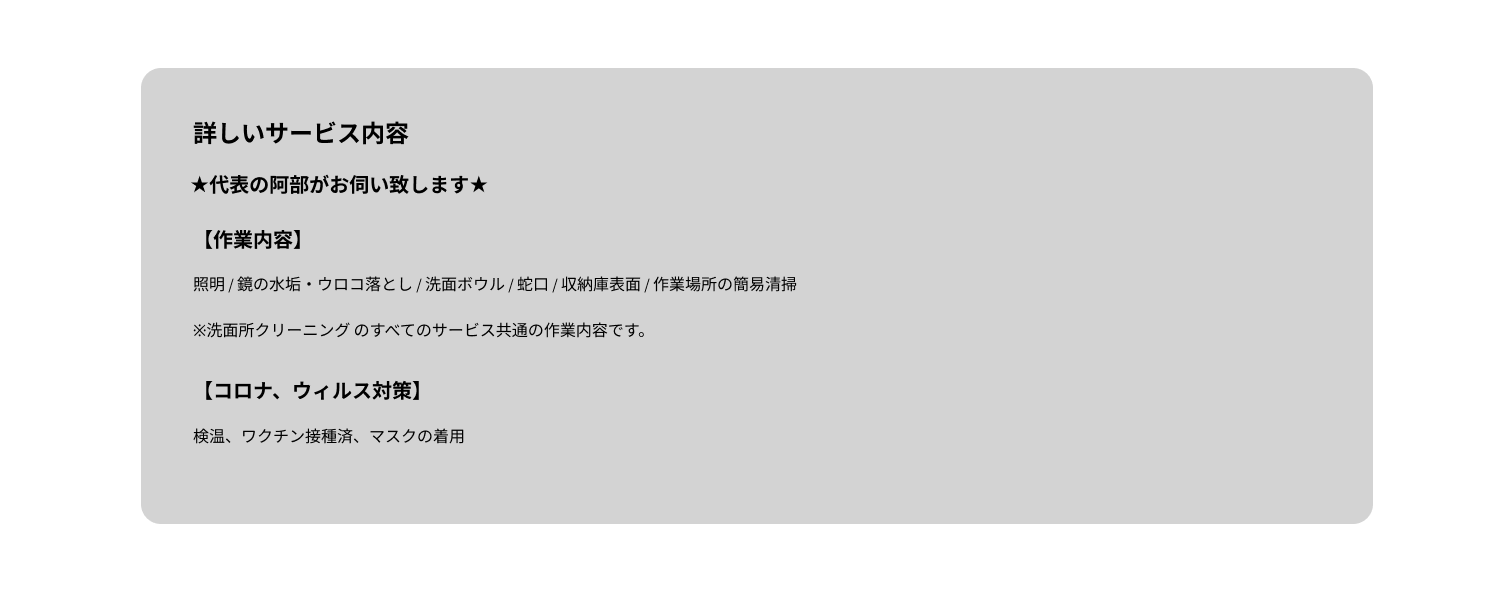 詳しいサービス内容
★代表の阿部がお伺い致します★
【作業内容】
照明 / 鏡の水垢・ウロコ落とし / 洗面ボウル / 蛇口 / 収納庫表面 / 作業場所の簡易清掃
※洗面所クリーニング のすべてのサービス共通の作業内容です。
【コロナ、ウィルス対策】
検温、ワクチン接種済、マスクの着用